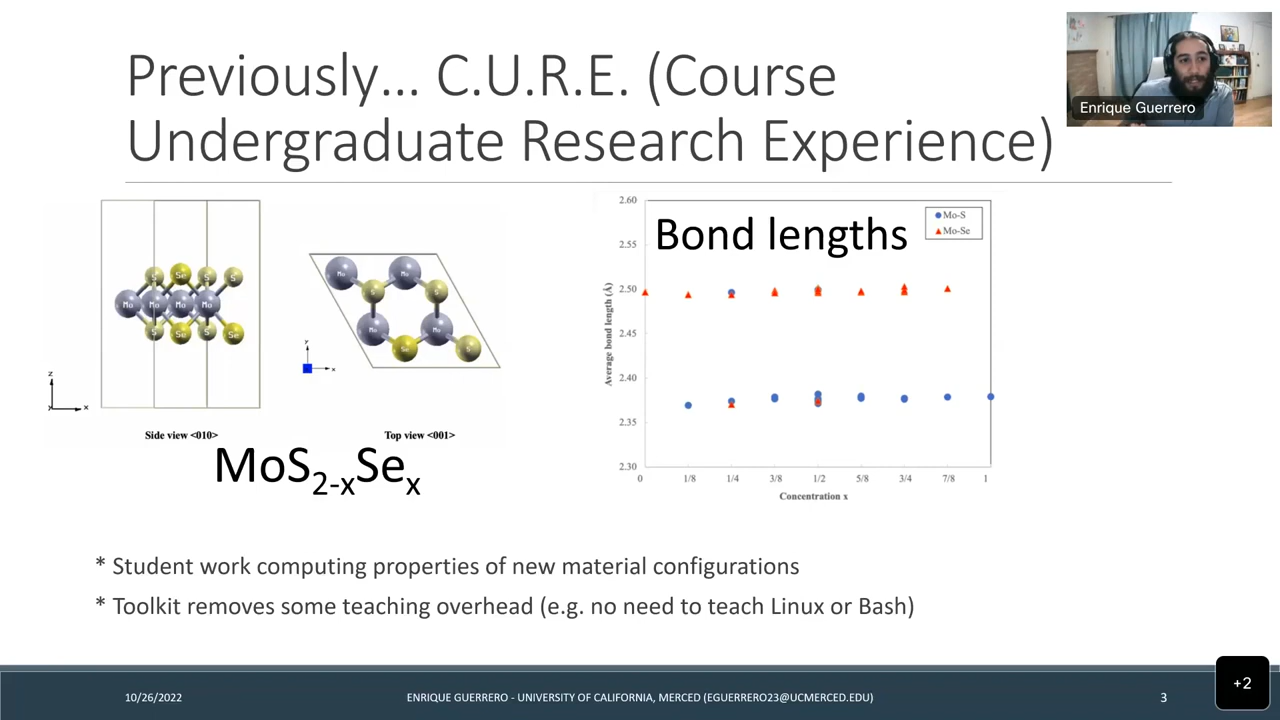 Previously... C.U.R.E. (Course
Undergraduate Research Experience)
Enrique Guerrero
S Se S S
Mo Mo Mo Mo
S Se S Se
z
y x
Side view <010>
Mo Mo
S S
Mo Mo
Se S
y
x
Top view <001>
MoS2-xSex
Bond lengths
Mo-S
Mo-Se
Average bond length (Å)
2.60
2.55
2.50
2.45
2.40
2.35
2.30
0 1/8 1/4 3/8 1/2 5/8 3/4 7/8 1
Concentration x
* Student work computing properties of new material configurations
* Toolkit removes some teaching overhead (e.g. no need to teach Linux or Bash)
10/26/2022
ENRIQUE GUERRERO - UNIVERSITY OF CALIFORNIA, MERCED (EGUERRERO23@UCMERCED.EDU)
3
+2